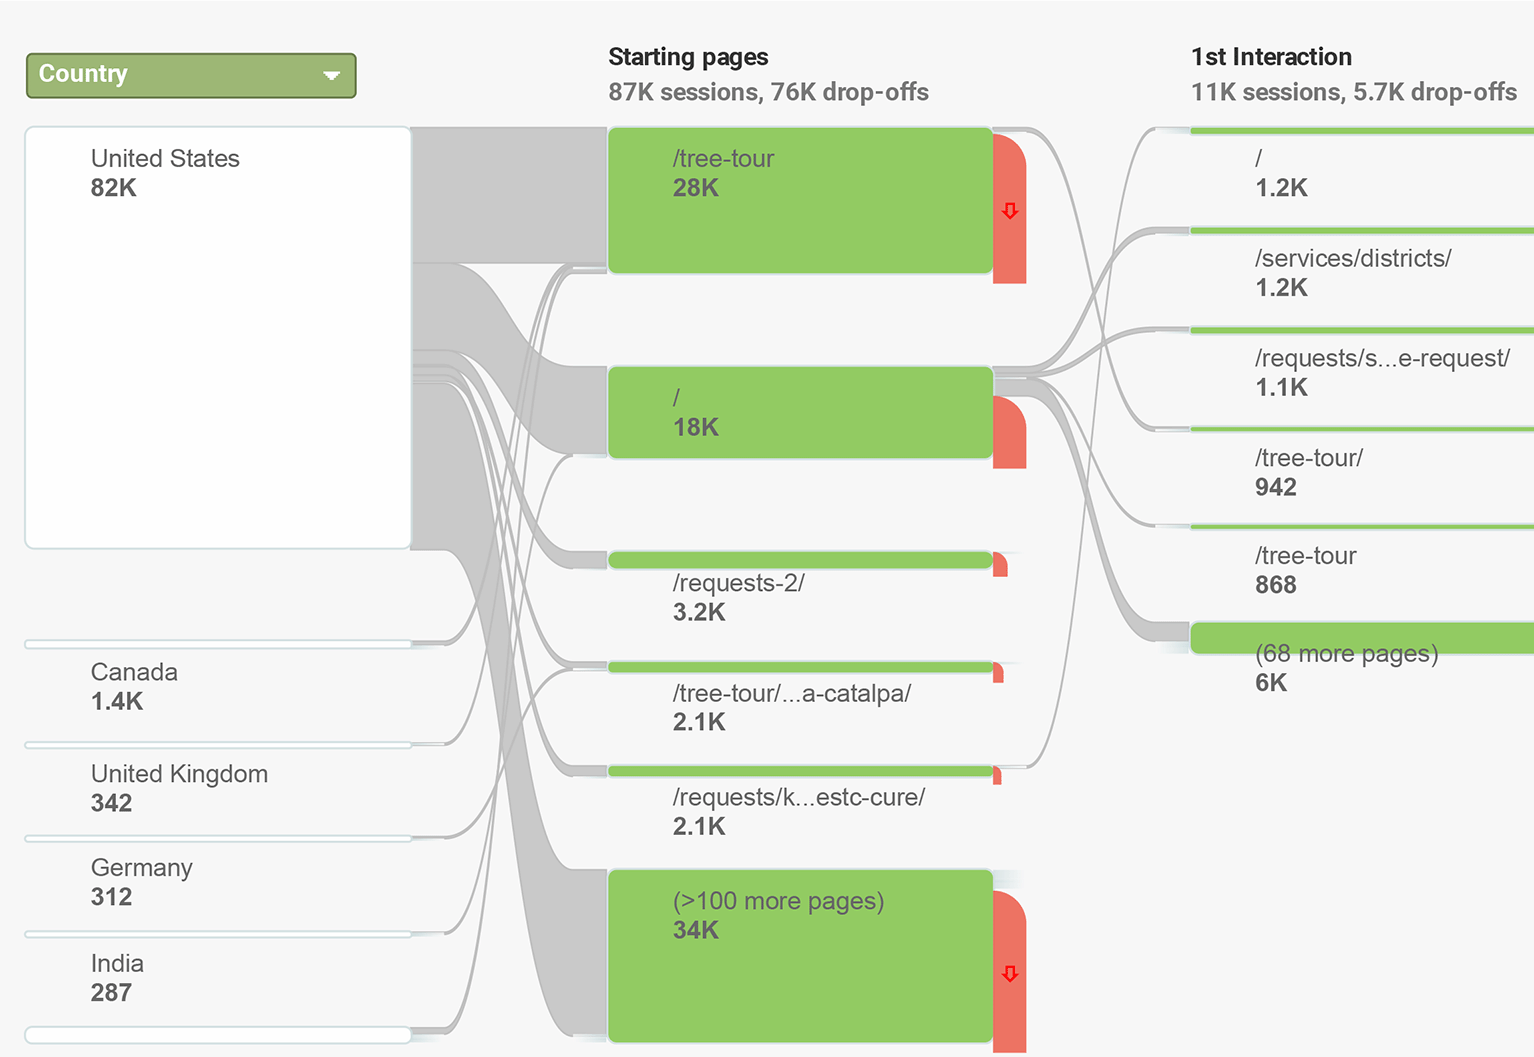 Country
United States
82K
Canada
1.4K
United Kingdom
342
Germany
312
India
287
Starting pages
87K sessions, 76K drop-offs
/tree-tour
28K
/
18K
/requests-2/
3.2K
/tree-tour/...a-catalpa/
2.1K
/requests/k...estc-cure/
2.1K
(>100 more pages)
34K
1st Interaction
11K sessions, 5.7K drop-offs
/
1.2K
/services/districts/
1.2K
/requests/s...e-request/
1.1K
/tree-tour/
942
/tree-tour
868
(68 more pages)
6K